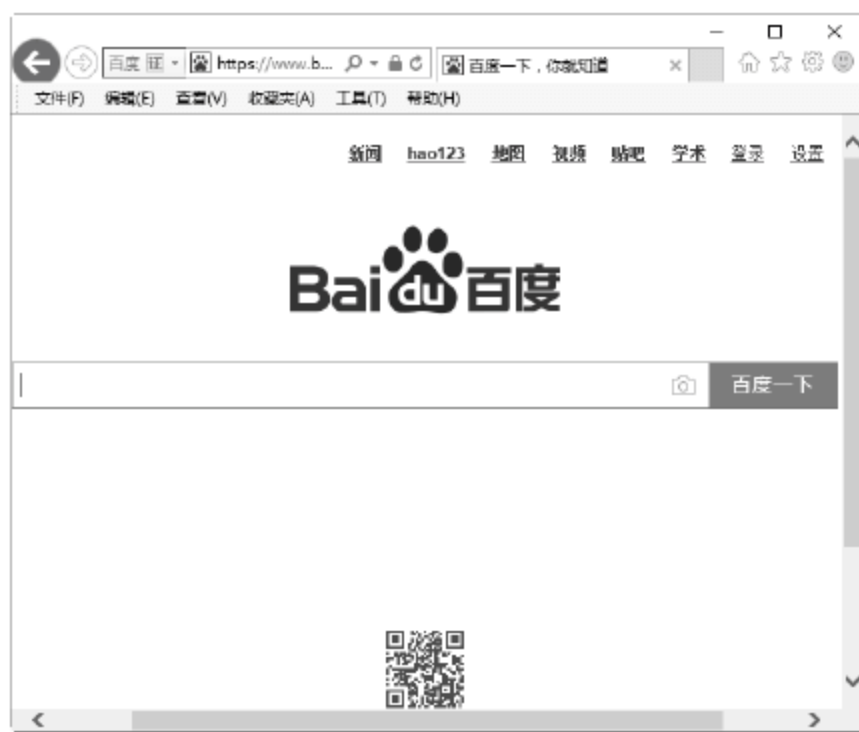 百度 证 https://www.b... 百度一下，你就知道
文件(F) 编辑(E) 查看(V) 收藏夹(A) 工具(T) 帮助(H)
新闻 hao123 地图 视频 贴吧 学术 登录 设置
Bai du 百度
百度一下